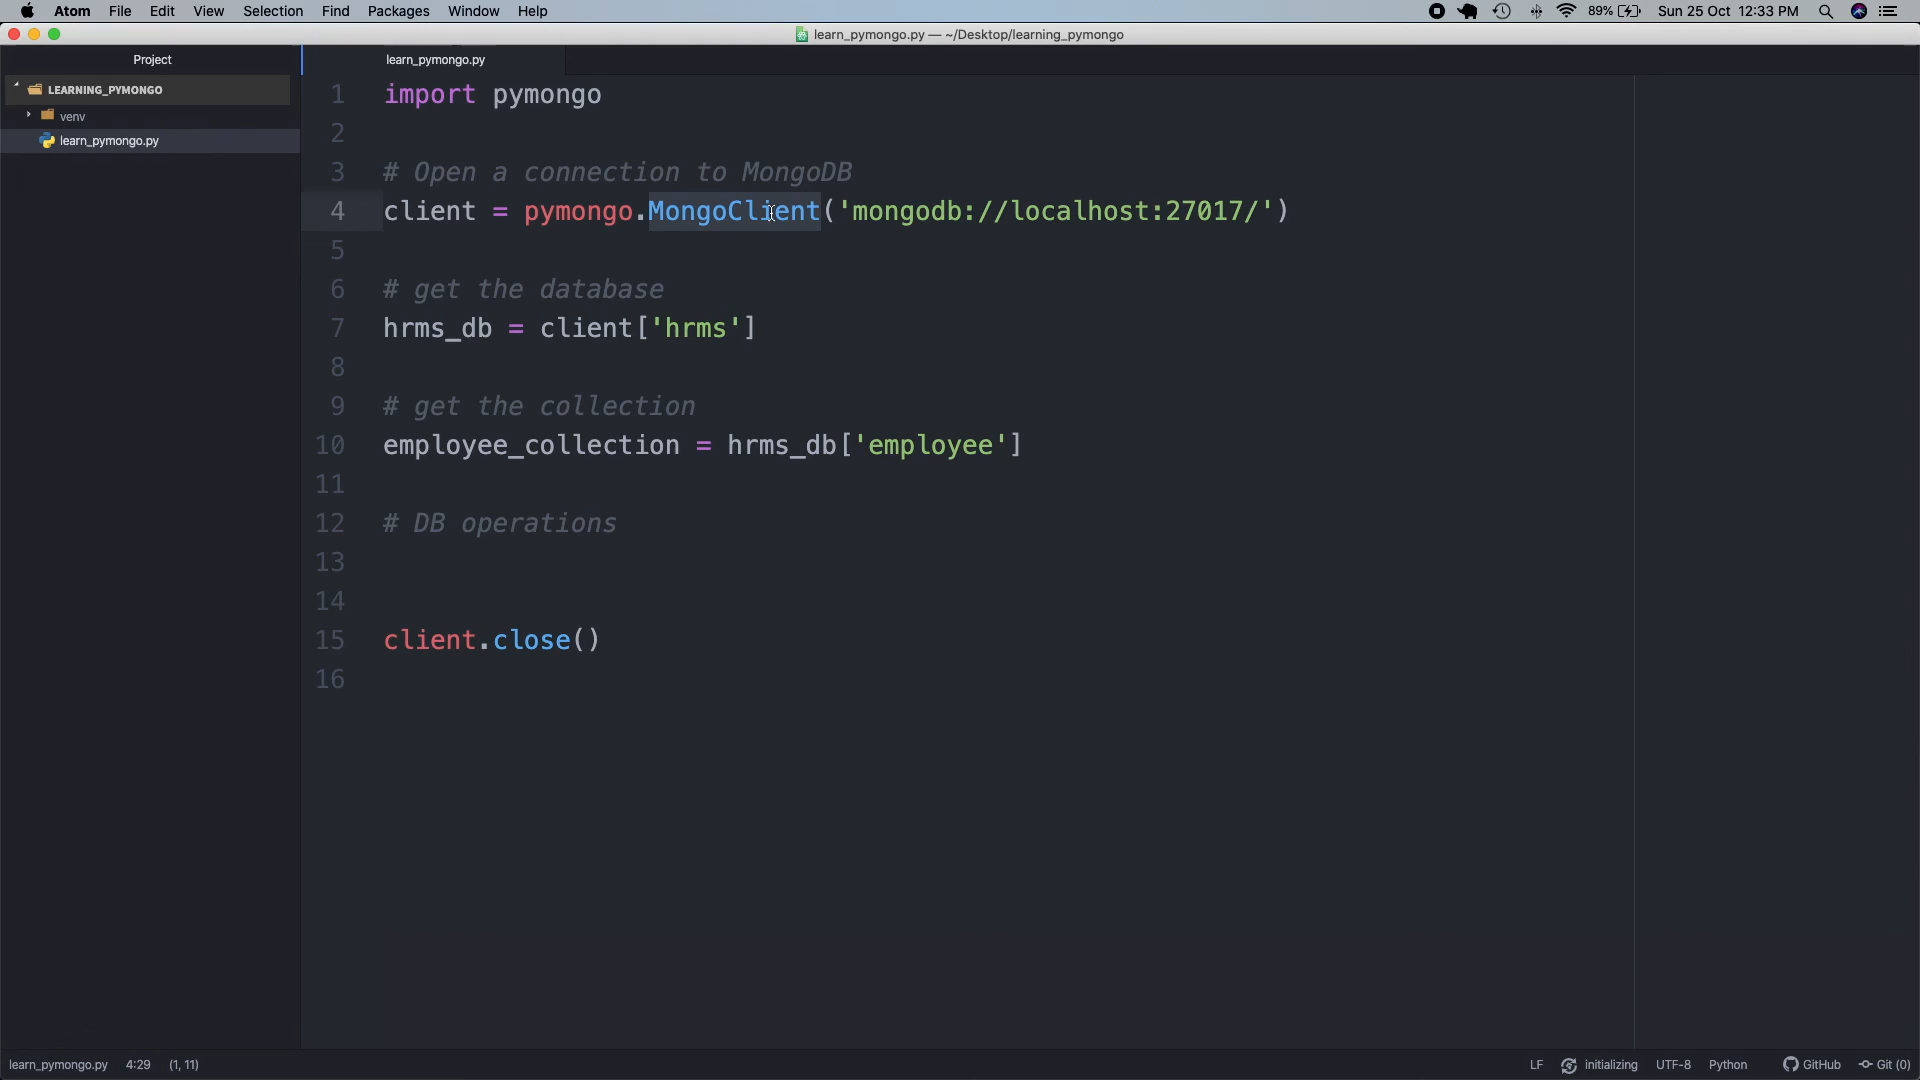 Atom File Edit View Selection Find Packages Window Help 89% Sun 25 Oct 12:33 PM
learn_pymongo.py — ~/Desktop/learning_pymongo
Project
LEARNING_PYMONGO
venv
learn_pymongo.py
learn_pymongo.py
1 import pymongo
2
3 # Open a connection to MongoDB
4 client = pymongo.MongoClient('mongodb://localhost:27017/')
5
6 # get the database
7 hrms_db = client['hrms']
8
9 # get the collection
10 employee_collection = hrms_db['employee']
11
12 # DB operations
13
14
15 client.close()
16
learn_pymongo.py 4:29 (1, 11) LF initializing UTF-8 Python GitHub Git (0)